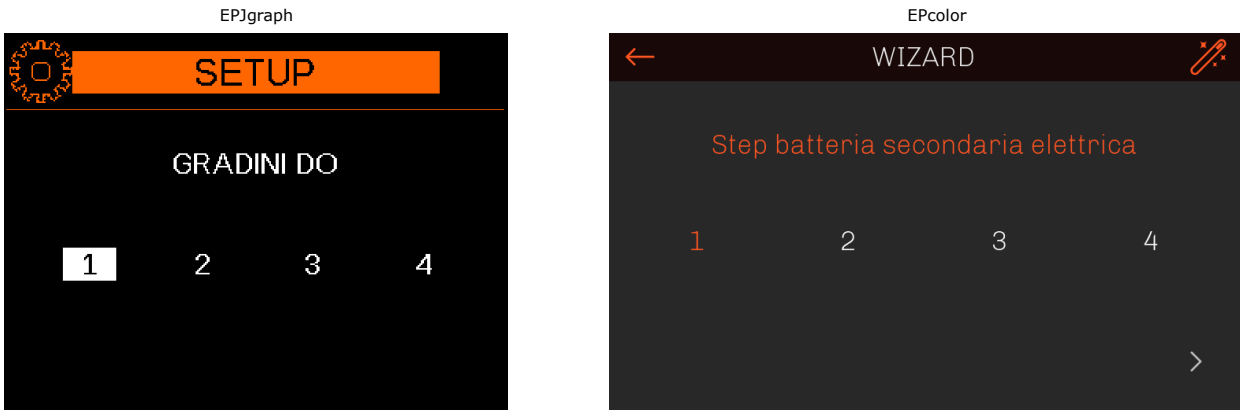 EPJgraph
SETUP
GRADINI DO
1 2 3 4
EPcolor
WIZARD
Step batteria secondaria elettrica
1 2 3 4